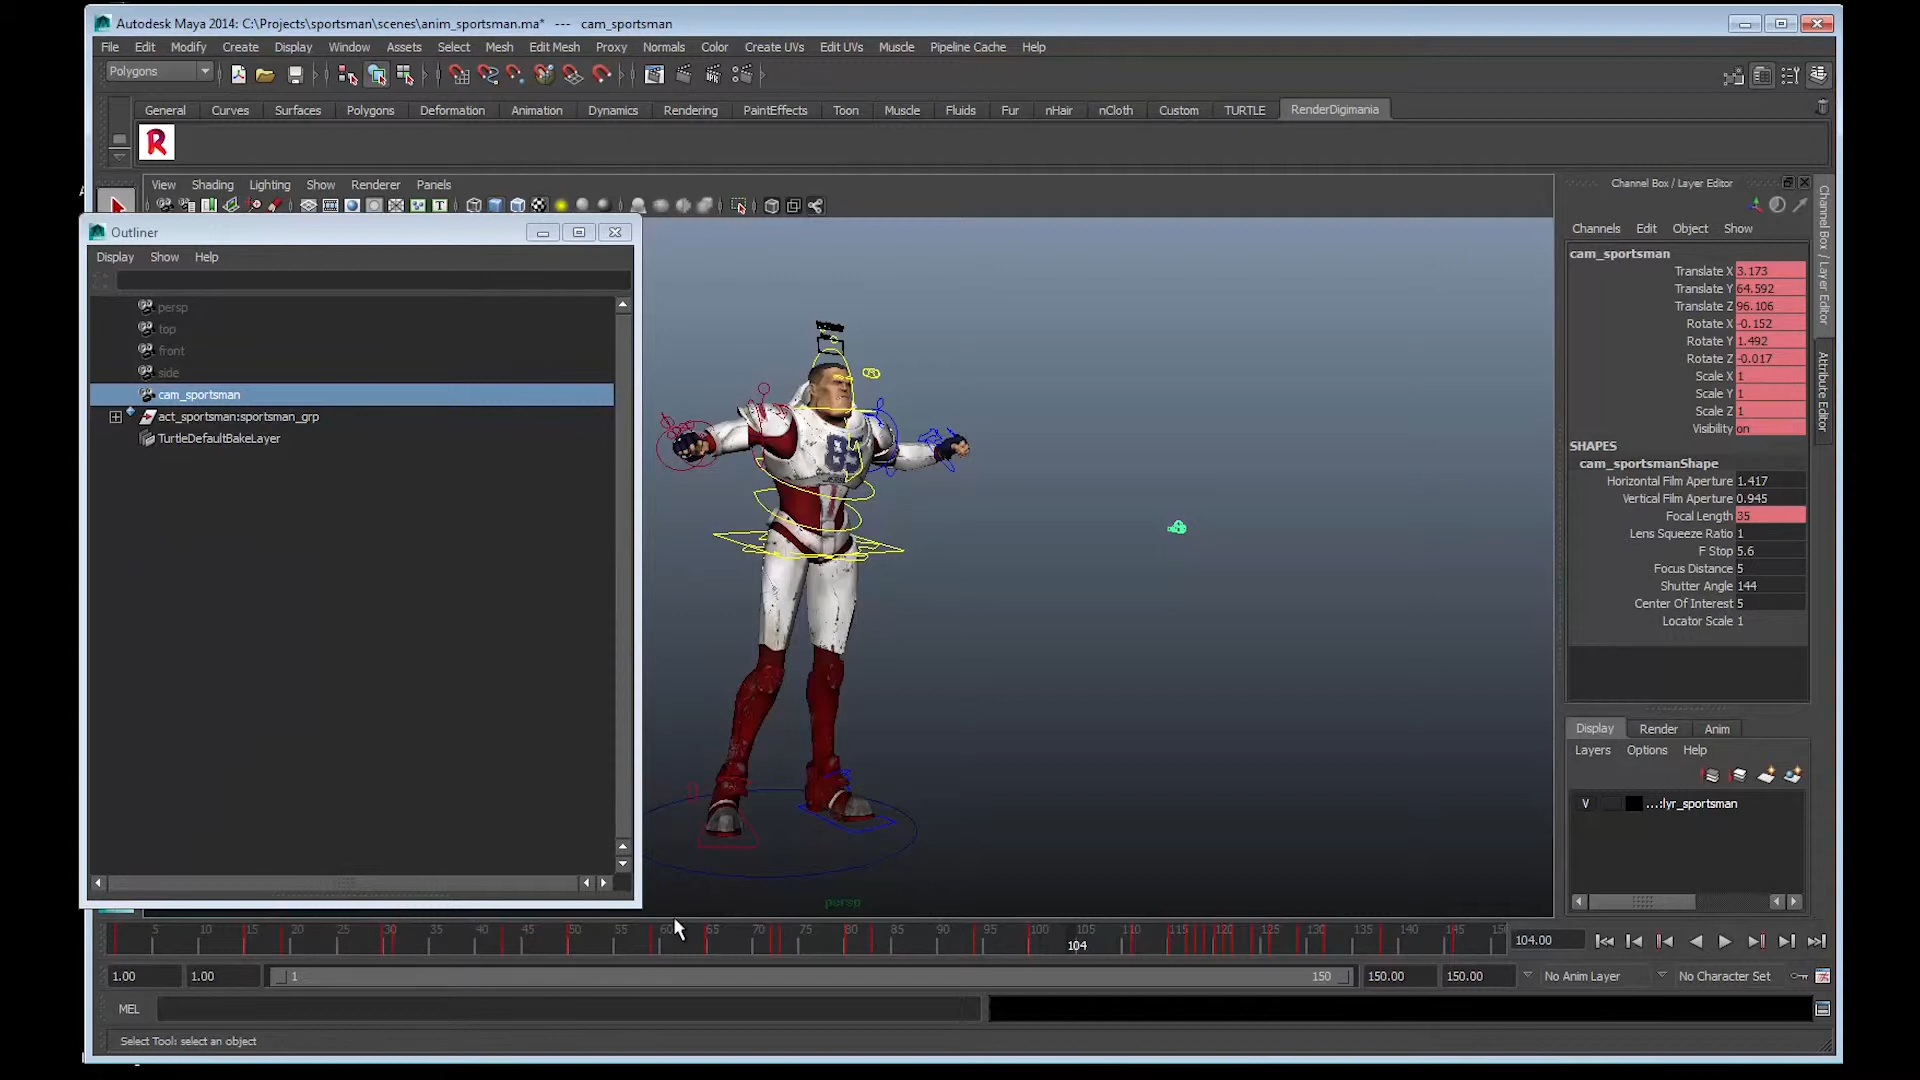 Autodesk Maya 2014: C:\Projects\sportsman\scenes\anim_sportsman.ma* --- cam_sportsman
File Edit Modify Create Display Window Assets Select Mesh Edit Mesh Proxy Normals Color Create UVs Edit UVs Muscle Pipeline Cache Help
Polygons
General Curves Surfaces Polygons Deformation Animation Dynamics Rendering PaintEffects Toon Muscle Fluids Fur nHair nCloth Custom TURTLE RenderDigimania
R
View Shading Lighting Show Renderer Panels
Outliner
Display Show Help
persp
top
front
side
cam_sportsman
act_sportsman:sportsman_grp
TurtleDefaultBakeLayer
85
persp
Channel Box / Layer Editor
Channels Edit Object Show
cam_sportsman
Translate X 3.173
Translate Y 64.592
Translate Z 96.106
Rotate X -0.152
Rotate Y 1.492
Rotate Z -0.017
Scale X 1
Scale Y 1
Scale Z 1
Visibility on
SHAPES
cam_sportsmanShape
Horizontal Film Aperture 1.417
Vertical Film Aperture 0.945
Focal Length 35
Lens Squeeze Ratio 1
F Stop 5.6
Focus Distance 5
Shutter Angle 144
Center Of Interest 5
Locator Scale 1
Channel Box / Layer Editor
Attribute Editor
Display Render Anim
Layers Options Help
V ...:lyr_sportsman
5 10 15 20 25 30 35 40 45 50 55 60 65 70 75 80 85 90 95 100 105 110 115 120 125 130 135 140 145 15
104
104.00
1.00 1.00 1 150 150.00 150.00 No Anim Layer No Character Set
MEL
Select Tool: select an object